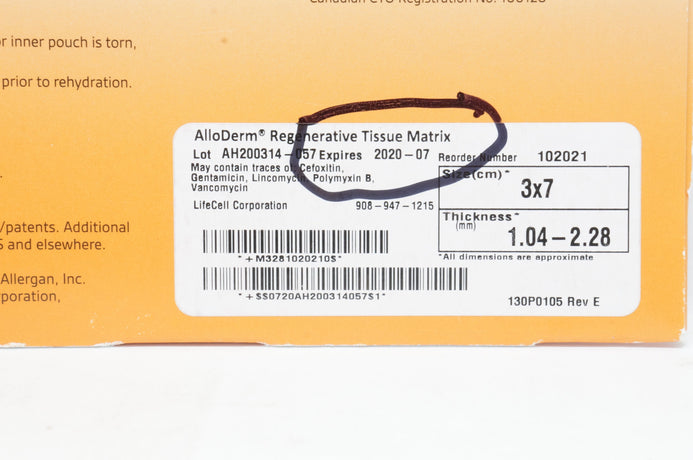 Canadian CTO Registration No. 100126
r inner pouch is torn,
prior to rehydration.
/patents. Additional
S and elsewhere.
Allergan, Inc.
poration,
AlloDerm® Regenerative Tissue Matrix
Lot AH200314-057 Expires 2020-07
May contain traces of: Cefoxitin,
Gentamicin, Lincomycin, Polymyxin B,
Vancomycin
LifeCell Corporation 908-947-1215
Reorder Number 102021
Size(cm)*
3x7
Thickness*
(mm)
1.04-2.28
*All dimensions are approximate
*+M3281020210$*
*+$$0720AH200314057$1*
130P0105 Rev E